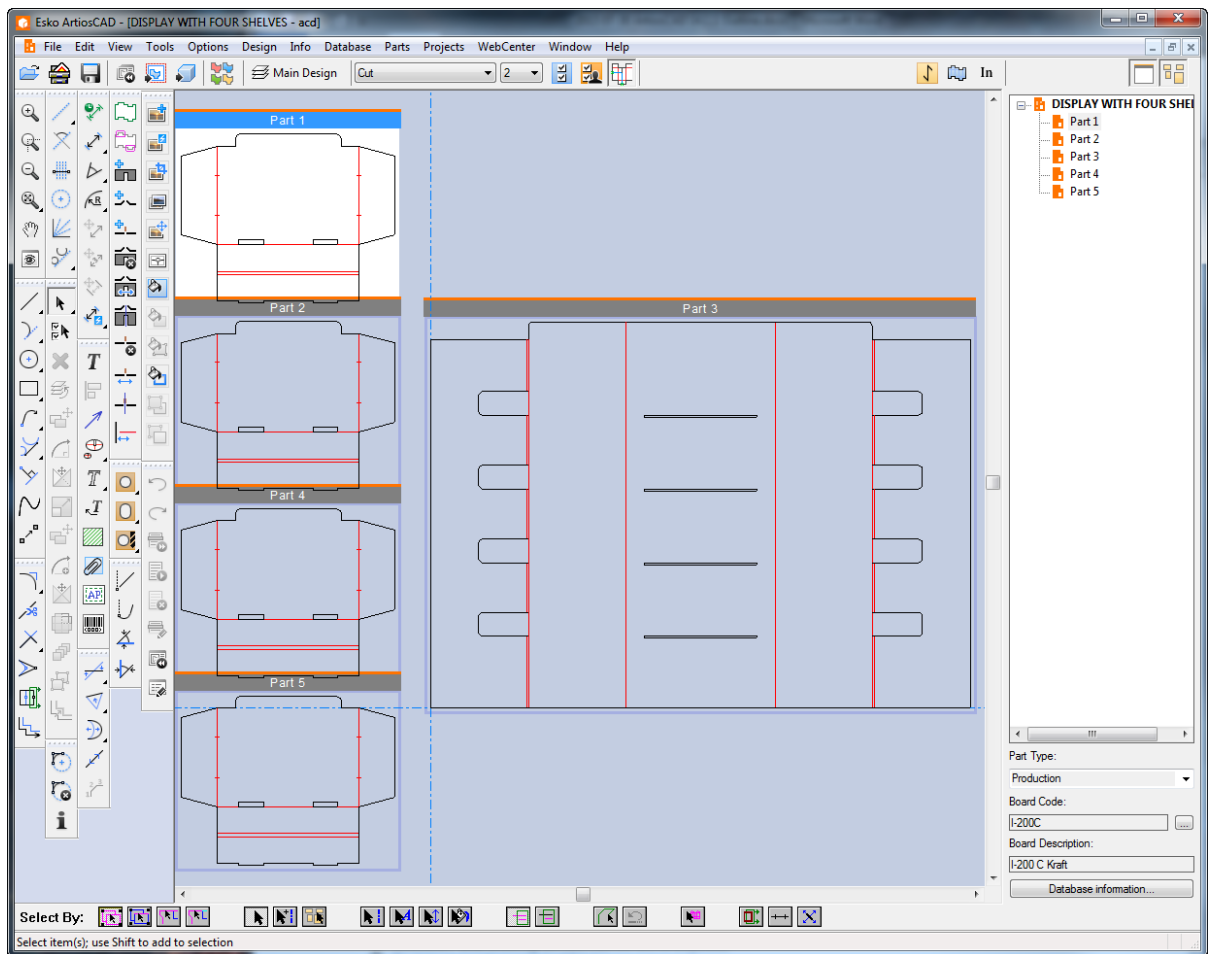 Esko ArtiosCAD - [DISPLAY WITH FOUR SHELVES - acd]
File Edit View Tools Options Design Info Database Parts Projects WebCenter Window Help
Main Design Cut 2 In
Part 1
Part 2
Part 3
Part 4
Part 5
DISPLAY WITH FOUR SHEL
Part 1
Part 2
Part 3
Part 4
Part 5
Part Type:
Production
Board Code:
I-200C
...
Board Description:
I-200 C Kraft
Database information...
Select By:
Select item(s); use Shift to add to selection